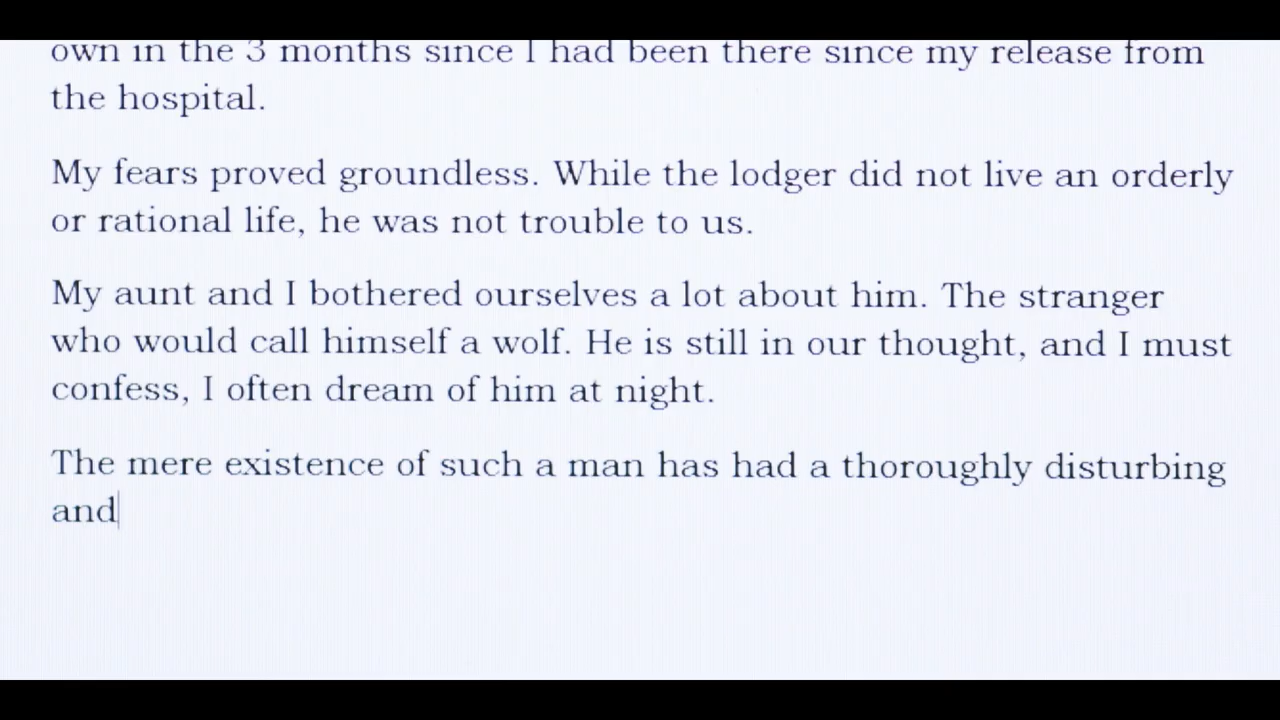 own in the 3 months since I had been there since my release from
the hospital.
My fears proved groundless. While the lodger did not live an orderly
or rational life, he was not trouble to us.
My aunt and I bothered ourselves a lot about him. The stranger
who would call himself a wolf. He is still in our thought, and I must
confess, I often dream of him at night.
The mere existence of such a man has had a thoroughly disturbing
and